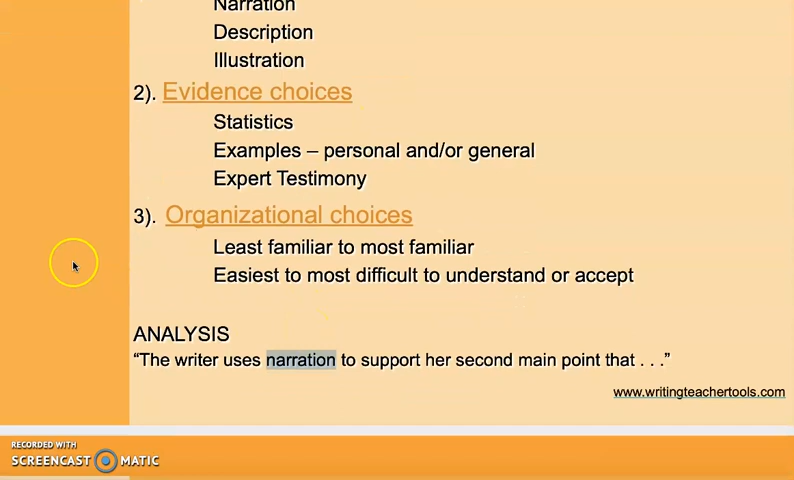 Narration
Description
Illustration
2). Evidence choices
Statistics
Examples – personal and/or general
Expert Testimony
3). Organizational choices
Least familiar to most familiar
Easiest to most difficult to understand or accept
ANALYSIS
“The writer uses narration to support her second main point that . . .”
www.writingteachertools.com
RECORDED WITH
SCREENCAST MATIC